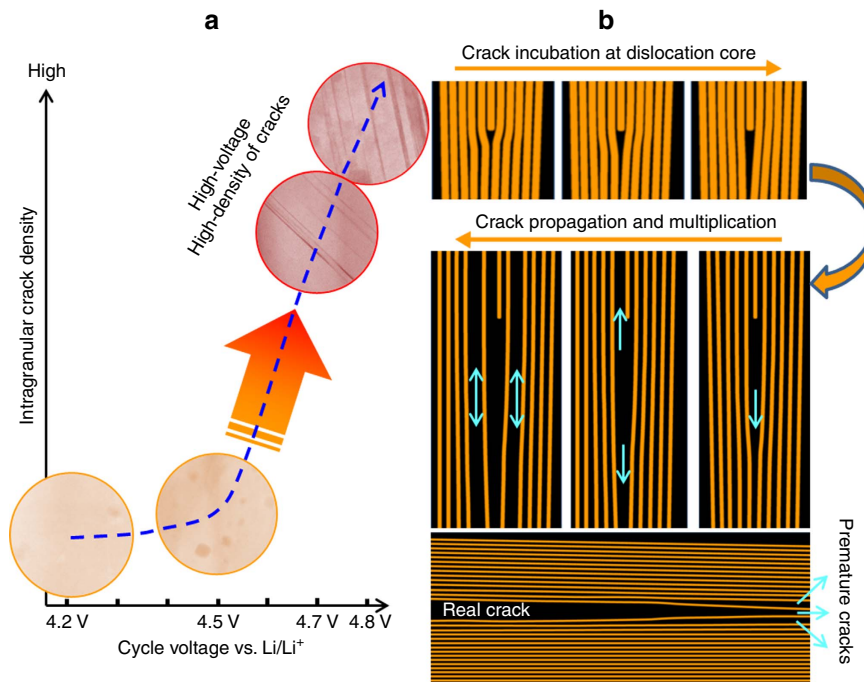 a
High
Intragranular crack density
High-voltage
High-density of cracks
4.2 V
4.5 V
4.7 V
4.8 V
Cycle voltage vs. Li/Li⁺
b
Crack incubation at dislocation core
Crack propagation and multiplication
Real crack
Premature cracks